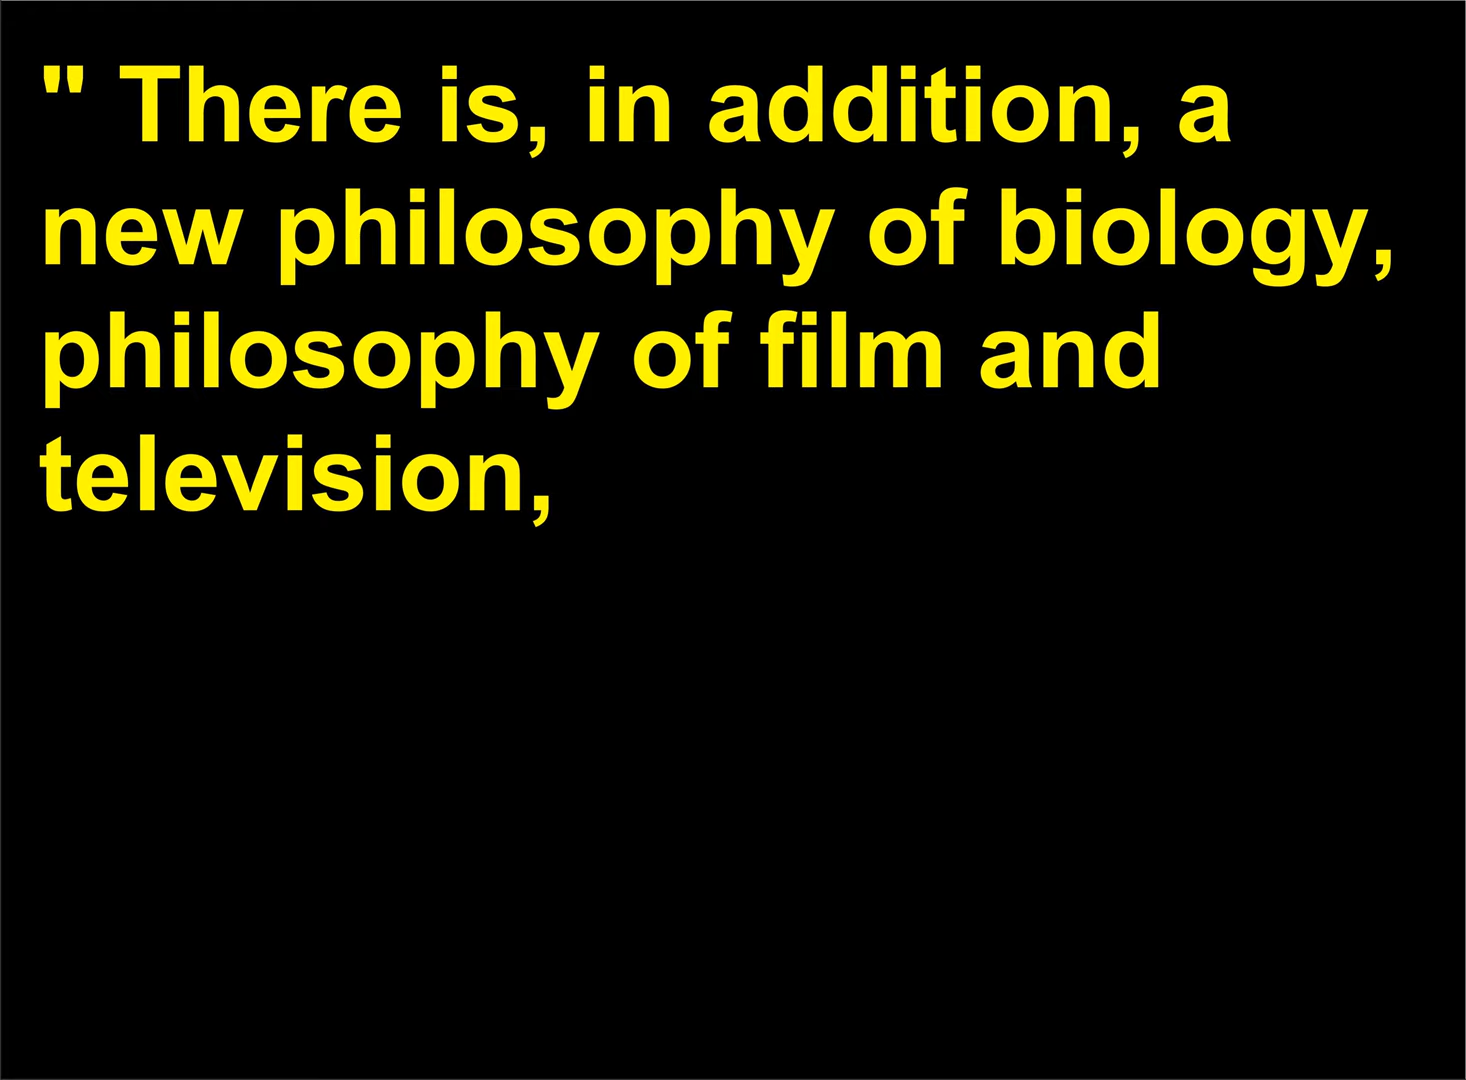 " There is, in addition, a
new philosophy of biology,
philosophy of film and
television,